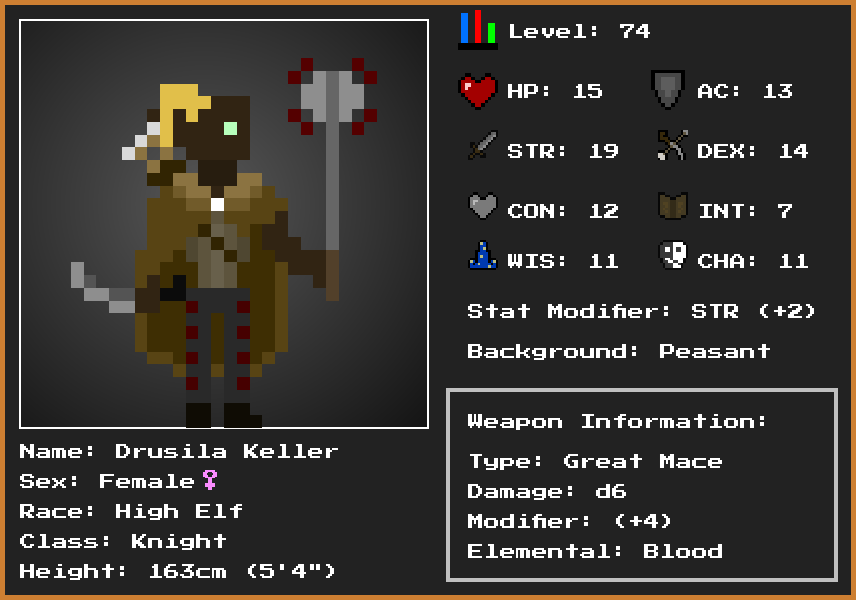 Level: 74
HP: 15 AC: 13
STR: 19 DEX: 14
CON: 12 INT: 7
WIS: 11 CHA: 11
Stat Modifier: STR (+2)
Background: Peasant
Name: Drusila Keller
Sex: Female♀
Race: High Elf
Class: Knight
Height: 163cm (5'4")
Weapon Information:
Type: Great Mace
Damage: d6
Modifier: (+4)
Elemental: Blood